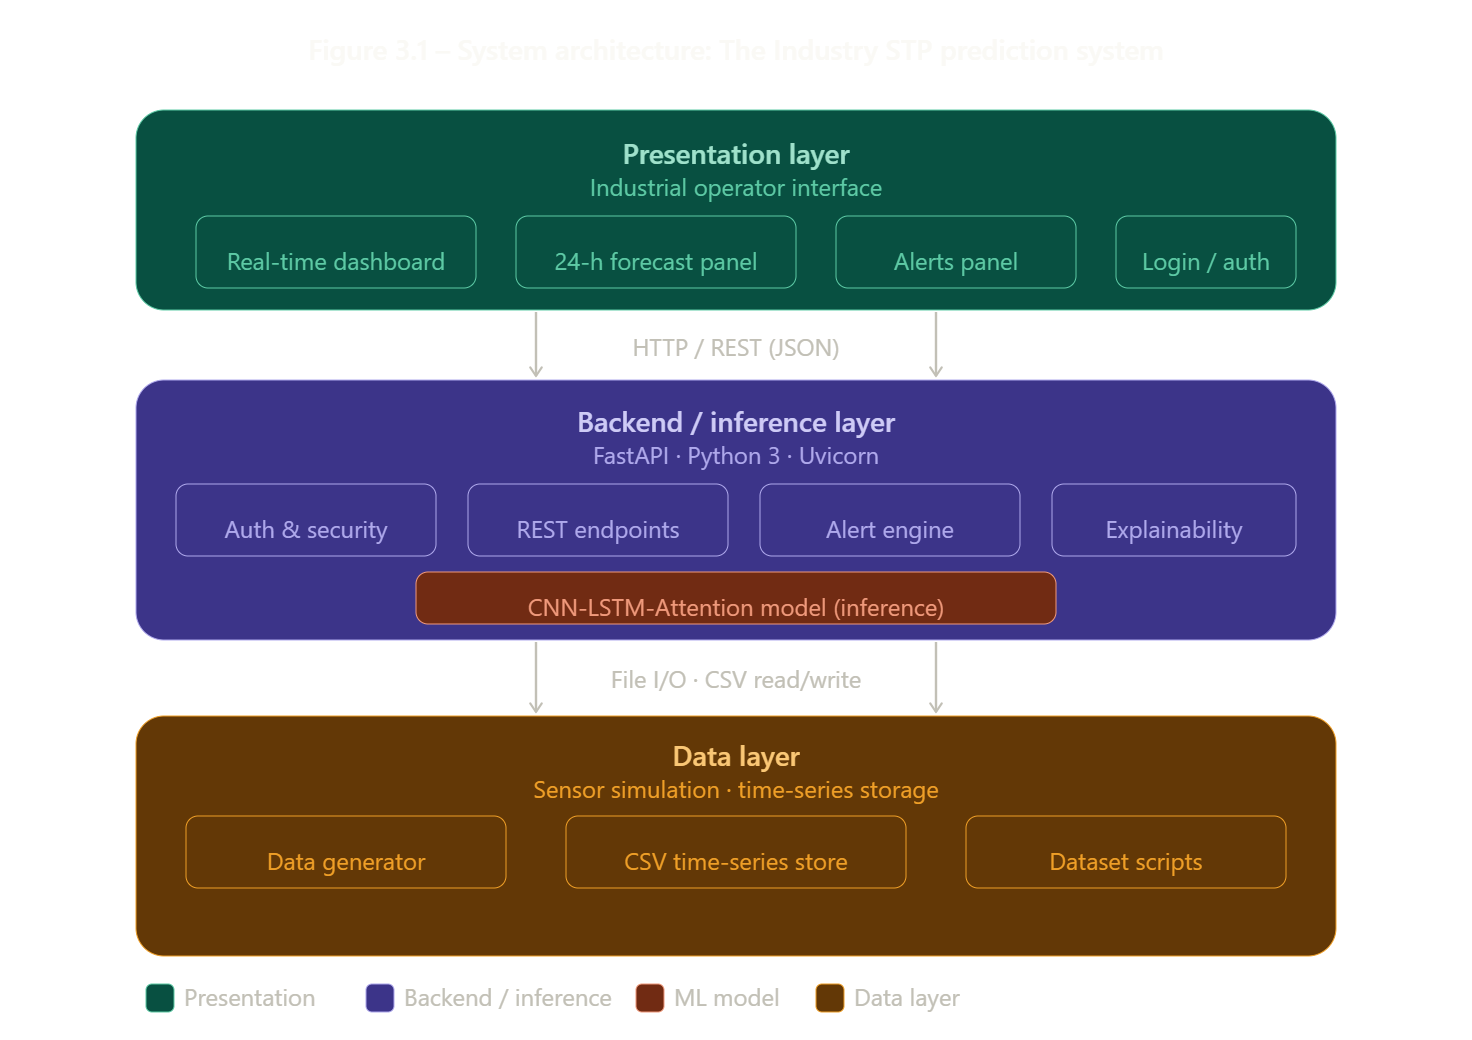 Figure 3.1 – System architecture: The Industry STP prediction system
Presentation layer
Industrial operator interface
Real-time dashboard
24-h forecast panel
Alerts panel
Login / auth
HTTP / REST (JSON)
Backend / inference layer
FastAPI · Python 3 · Uvicorn
Auth & security
REST endpoints
Alert engine
Explainability
CNN-LSTM-Attention model (inference)
File I/O · CSV read/write
Data layer
Sensor simulation · time-series storage
Data generator
CSV time-series store
Dataset scripts
Presentation
Backend / inference
ML model
Data layer